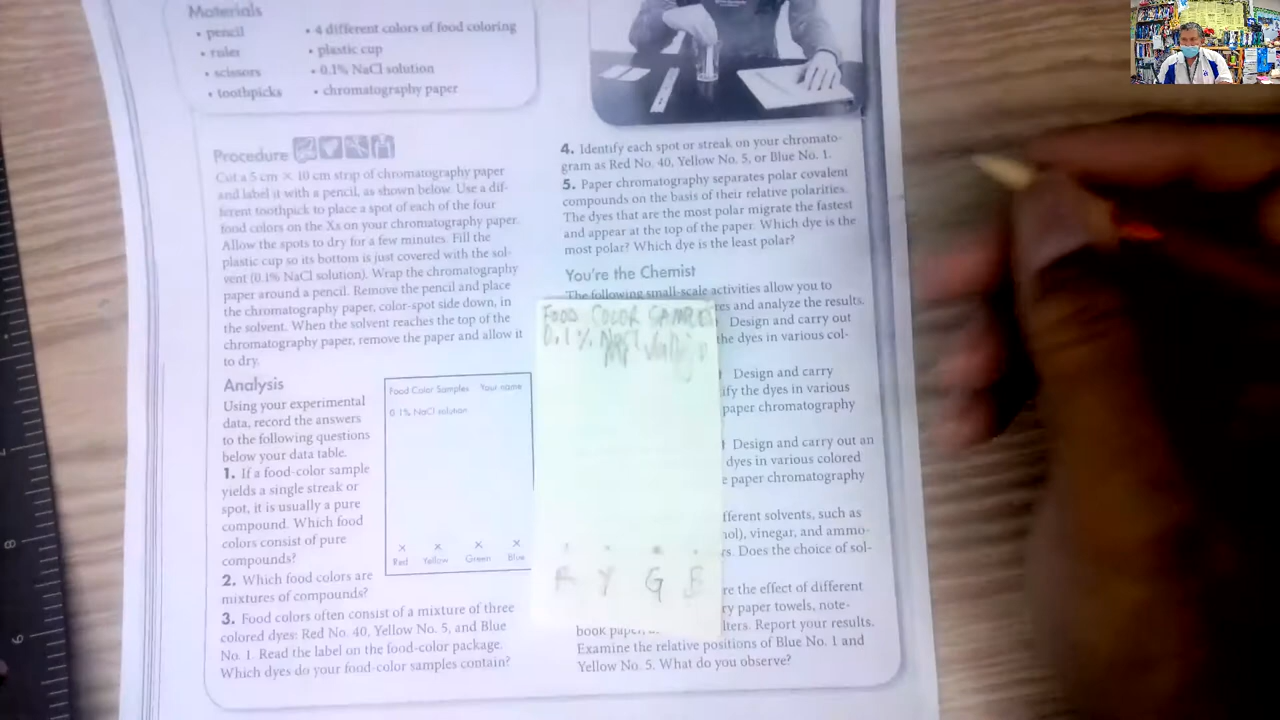 Materials
• pencil
• ruler
• scissors
• toothpicks
• 4 different colors of food coloring
• plastic cup
• 0.1% NaCl solution
• chromatography paper
Procedure
Cut a 5 cm × 10 cm strip of chromatography paper
and label it with a pencil, as shown below. Use a dif-
ferent toothpick to place a spot of each of the four
food colors on the Xs on your chromatography paper.
Allow the spots to dry for a few minutes. Fill the
plastic cup so its bottom is just covered with the sol-
vent (0.1% NaCl solution). Wrap the chromatography
paper around a pencil. Remove the pencil and place
the chromatography paper, color-spot side down, in
the solvent. When the solvent reaches the top of the
chromatography paper, remove the paper and allow it
to dry.
Analysis
Using your experimental
data, record the answers
to the following questions
below your data table.
1. If a food-color sample
yields a single streak or
spot, it is usually a pure
compound. Which food
colors consist of pure
compounds?
2. Which food colors are
mixtures of compounds?
3. Food colors often consist of a mixture of three
colored dyes: Red No. 40, Yellow No. 5, and Blue
No. 1. Read the label on the food-color package.
Which dyes do your food-color samples contain?
Food Color Samples Your name
0.1% NaCl solution
× × × ×
Red Yellow Green Blue
4. Identify each spot or streak on your chromato-
gram as Red No. 40, Yellow No. 5, or Blue No. 1.
5. Paper chromatography separates polar covalent
compounds on the basis of their relative polarities.
The dyes that are the most polar migrate the fastest
and appear at the top of the paper. Which dye is the
most polar? Which dye is the least polar?
You're the Chemist
The following small-scale activities allow you to
res and analyze the results.
Design and carry out
the dyes in various col-
Design and carry
ify the dyes in various
paper chromatography
Design and carry out an
dyes in various colored
e paper chromatography
fferent solvents, such as
nol), vinegar, and ammo-
rs. Does the choice of sol-
re the effect of different
ry paper towels, note-
book paper, lters. Report your results.
Examine the relative positions of Blue No. 1 and
Yellow No. 5. What do you observe?
FOOD COLOR SAMPLES
0.1% NaCl
R Y G B